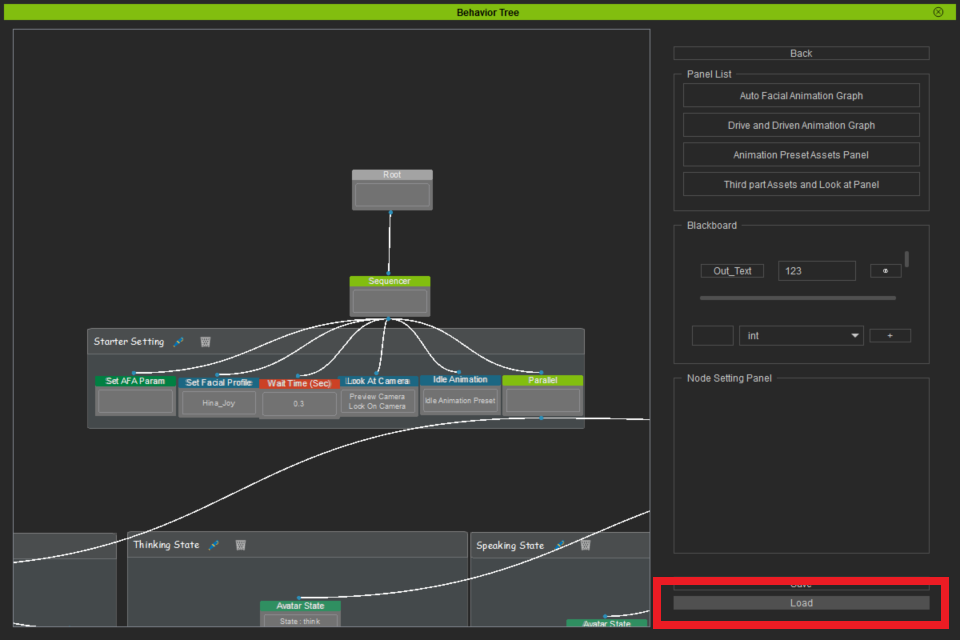 Behavior Tree
Back
Panel List
Auto Facial Animation Graph
Drive and Driven Animation Graph
Animation Preset Assets Panel
Third part Assets and Look at Panel
Root
Blackboard
Out_Text 123
Sequencer
int +
Starter Setting
Set AFA Param Set Facial Profile Wait Time (Sec) Look At Camera Idle Animation Parallel
Hina_Joy 0.3 Preview Camera Idle Animation Preset
Look On Camera
Node Setting Panel
Thinking State Speaking State
Avatar State
State : think
Avatar State
Save
Load